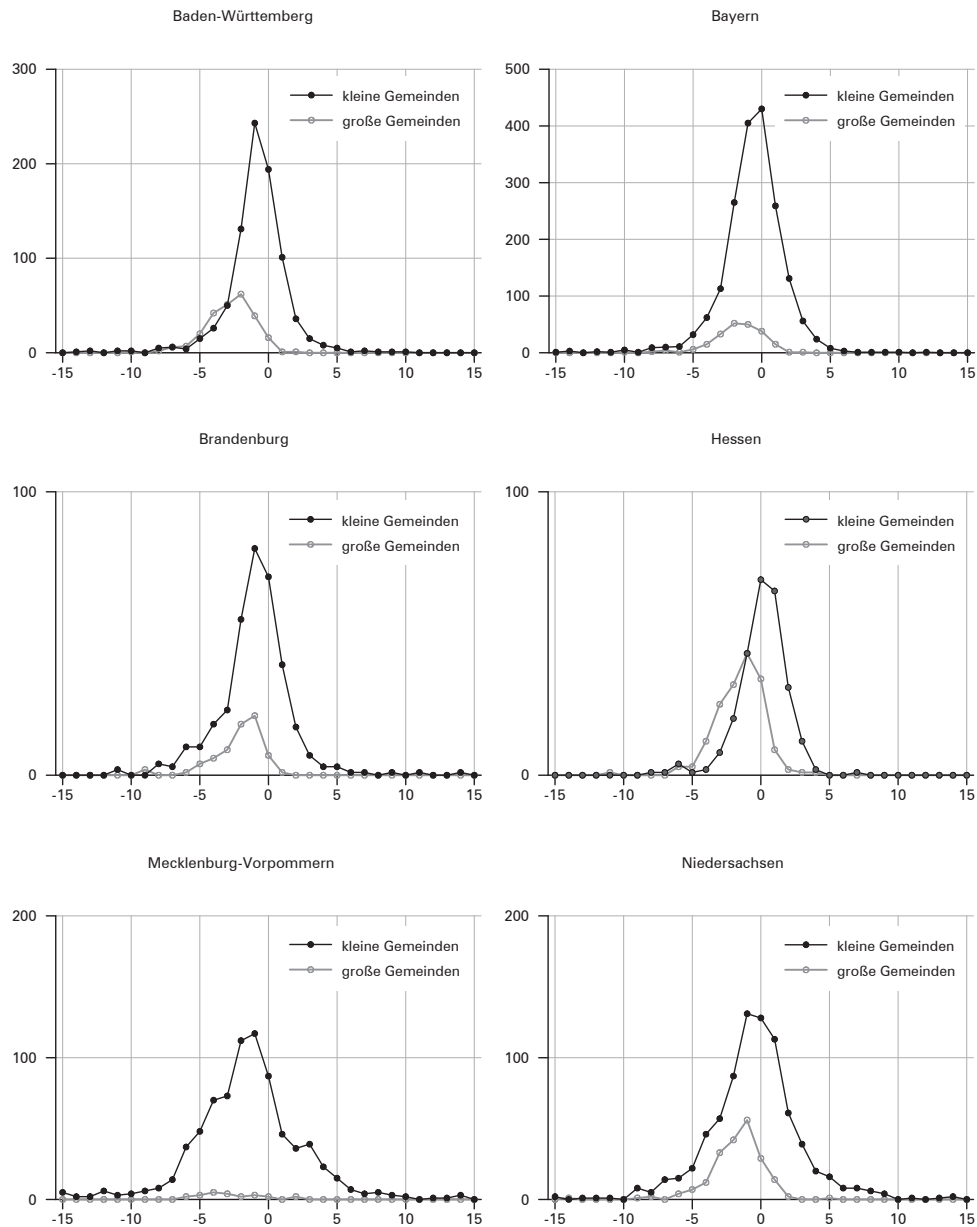 Baden-Württemberg
300
kleine Gemeinden
große Gemeinden
200
100
0
-15 -10 -5 0 5 10 15
Bayern
500
kleine Gemeinden
große Gemeinden
400
300
200
100
0
-15 -10 -5 0 5 10 15
Brandenburg
100
kleine Gemeinden
große Gemeinden
0
-15 -10 -5 0 5 10 15
Hessen
100
kleine Gemeinden
große Gemeinden
0
-15 -10 -5 0 5 10 15
Mecklenburg-Vorpommern
200
kleine Gemeinden
große Gemeinden
100
0
-15 -10 -5 0 5 10 15
Niedersachsen
200
kleine Gemeinden
große Gemeinden
100
0
-15 -10 -5 0 5 10 15